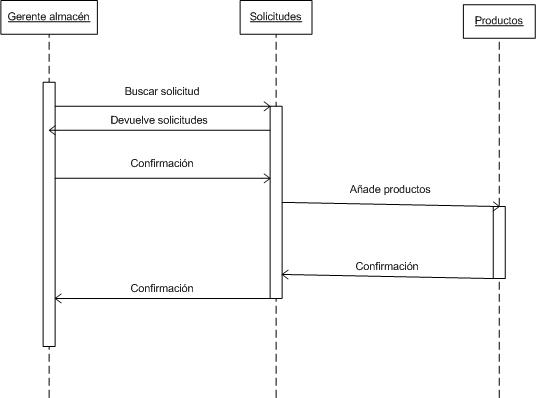 Gerente almacén
Solicitudes
Productos
Buscar solicitud
Devuelve solicitudes
Confirmación
Añade productos
Confirmación
Confirmación